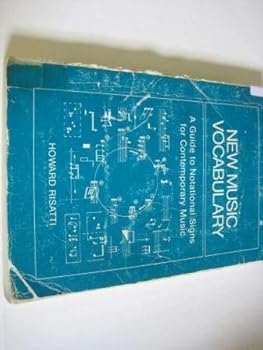 NEW MUSIC
VOCABULARY
A Guide to Notational Signs
for Contemporary Music
HOWARD RISATTI